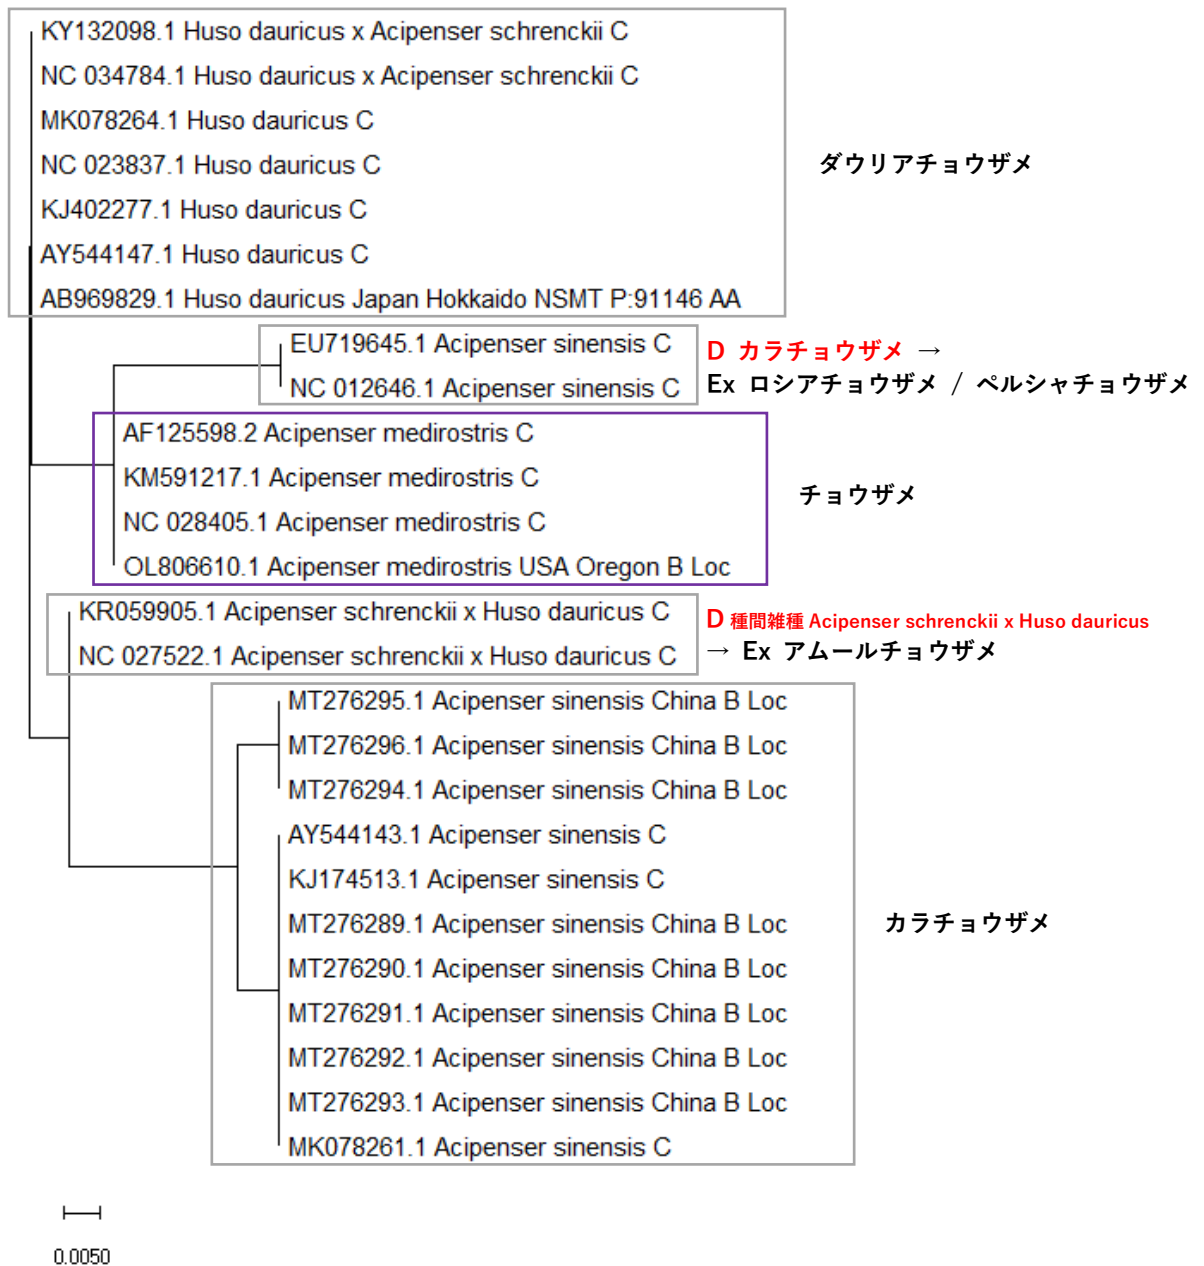 KY132098.1 Huso dauricus x Acipenser schrenckii C
NC 034784.1 Huso dauricus x Acipenser schrenckii C
MK078264.1 Huso dauricus C
NC 023837.1 Huso dauricus C
KJ402277.1 Huso dauricus C
AY544147.1 Huso dauricus C
AB969829.1 Huso dauricus Japan Hokkaido NSMT P:91146 AA
ダウリアチョウザメ
EU719645.1 Acipenser sinensis C
NC 012646.1 Acipenser sinensis C
D カラチョウザメ →
Ex ロシアチョウザメ / ペルシャチョウザメ
AF125598.2 Acipenser medirostris C
KM591217.1 Acipenser medirostris C
NC 028405.1 Acipenser medirostris C
OL806610.1 Acipenser medirostris USA Oregon B Loc
チョウザメ
KR059905.1 Acipenser schrenckii x Huso dauricus C
NC 027522.1 Acipenser schrenckii x Huso dauricus C
D 種間雑種 Acipenser schrenckii x Huso dauricus
→ Ex アムールチョウザメ
MT276295.1 Acipenser sinensis China B Loc
MT276296.1 Acipenser sinensis China B Loc
MT276294.1 Acipenser sinensis China B Loc
AY544143.1 Acipenser sinensis C
KJ174513.1 Acipenser sinensis C
MT276289.1 Acipenser sinensis China B Loc
MT276290.1 Acipenser sinensis China B Loc
MT276291.1 Acipenser sinensis China B Loc
MT276292.1 Acipenser sinensis China B Loc
MT276293.1 Acipenser sinensis China B Loc
MK078261.1 Acipenser sinensis C
カラチョウザメ
0.0050